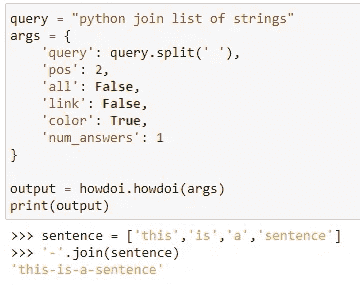 query = "python join list of strings"
args = {
    'query': query.split(' '),
    'pos': 2,
    'all': False,
    'link': False,
    'color': True,
    'num_answers': 1
}
output = howdoi.howdoi(args)
print(output)
>>> sentence = ['this','is','a','sentence']
>>> '-'.join(sentence)
'this-is-a-sentence'